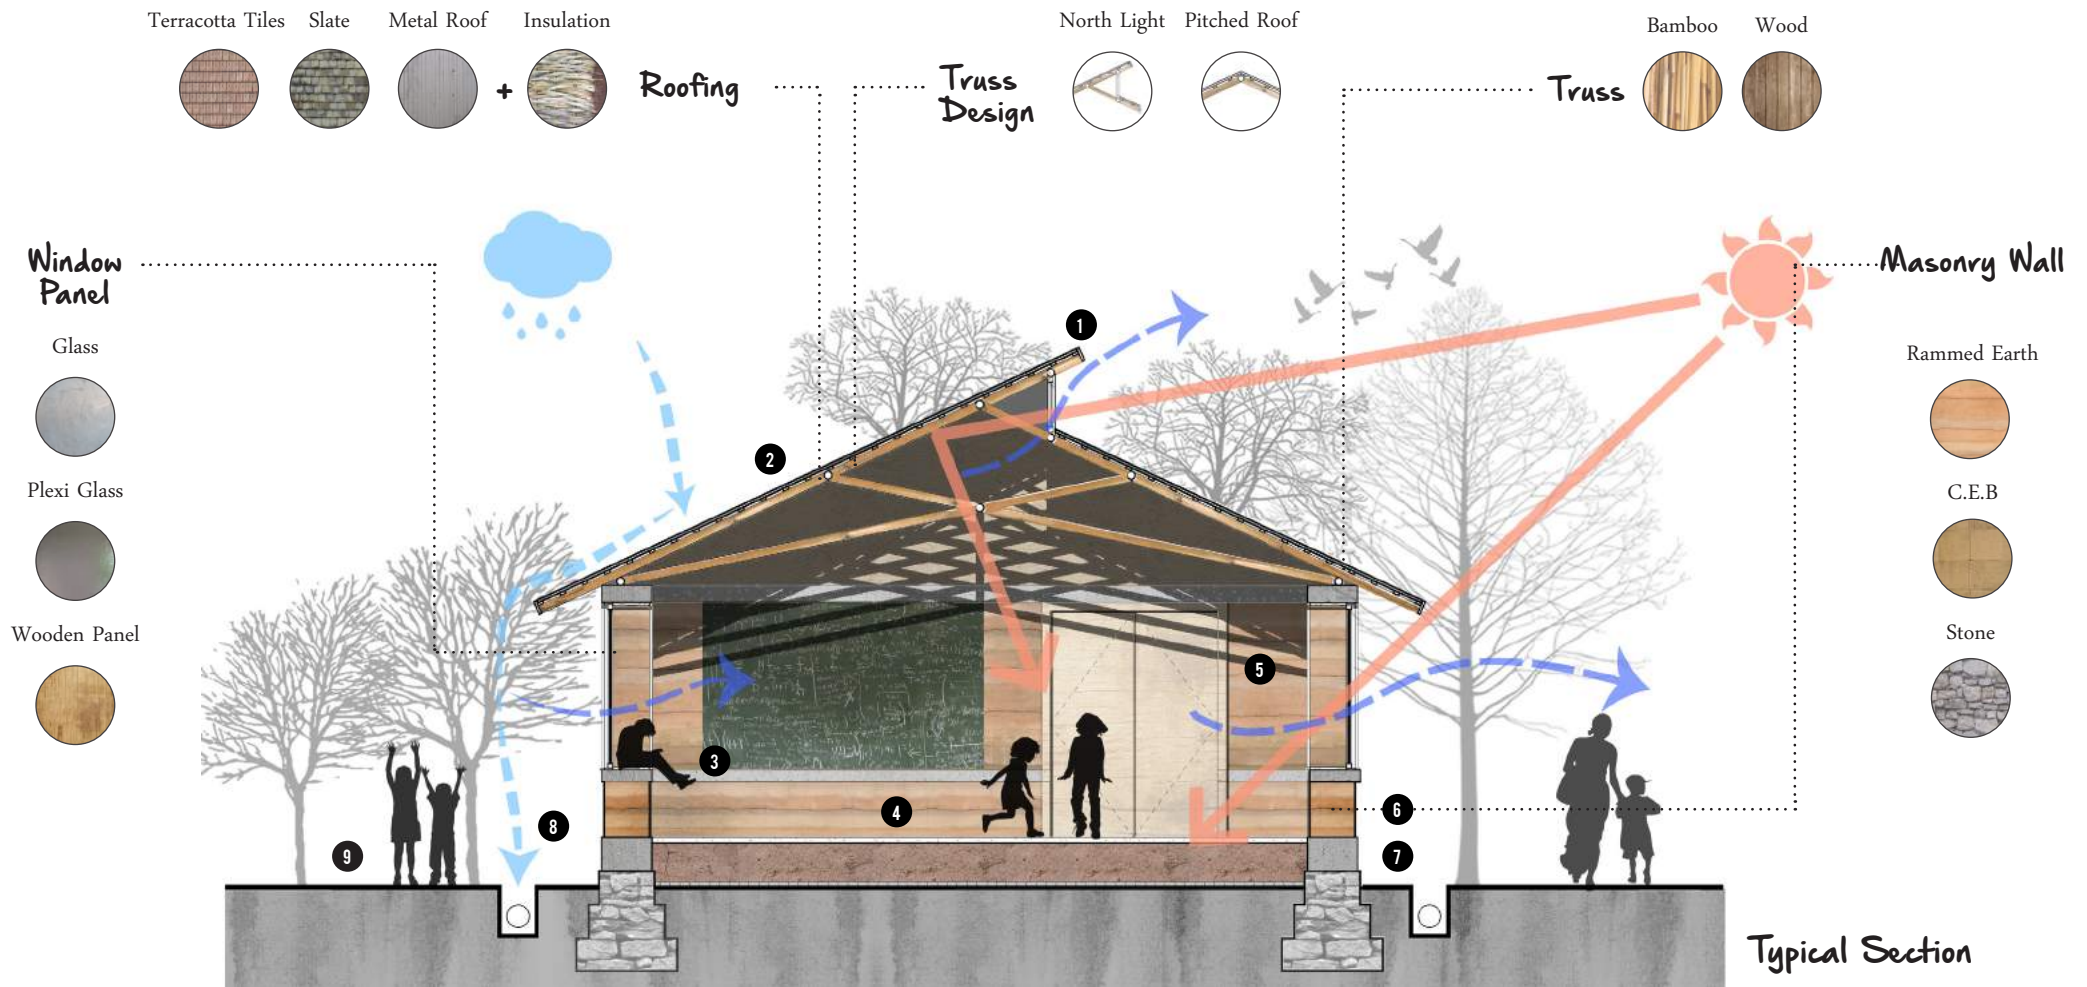 Terracotta Tiles
Slate
Metal Roof
+
Insulation
Roofing
Truss
Design
North Light
Pitched Roof
Truss
Bamboo
Wood
Window
Panel
Glass
Plexi Glass
Wooden Panel
Masonry Wall
Rammed Earth
C.E.B
Stone
1
2
3
4
5
6
7
8
9
Typical Section